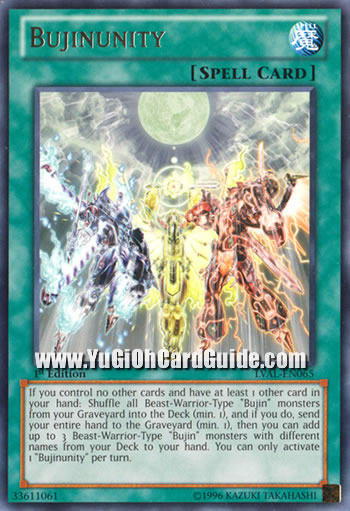 BUJINUNITY
魔
[SPELL CARD]
www.YuGiOhCardGuide.com
1st Edition
LVAL-EN065
If you control no other cards and have at least 1 other card in
your hand: Shuffle all Beast-Warrior-Type "Bujin" monsters
from your Graveyard into the Deck (min. 1), and if you do, send
your entire hand to the Graveyard (min. 1), then you can add
up to 3 Beast-Warrior-Type "Bujin" monsters with different
names from your Deck to your hand. You can only activate
1 "Bujinunity" per turn.
33611061
©1996 KAZUKI TAKAHASHI